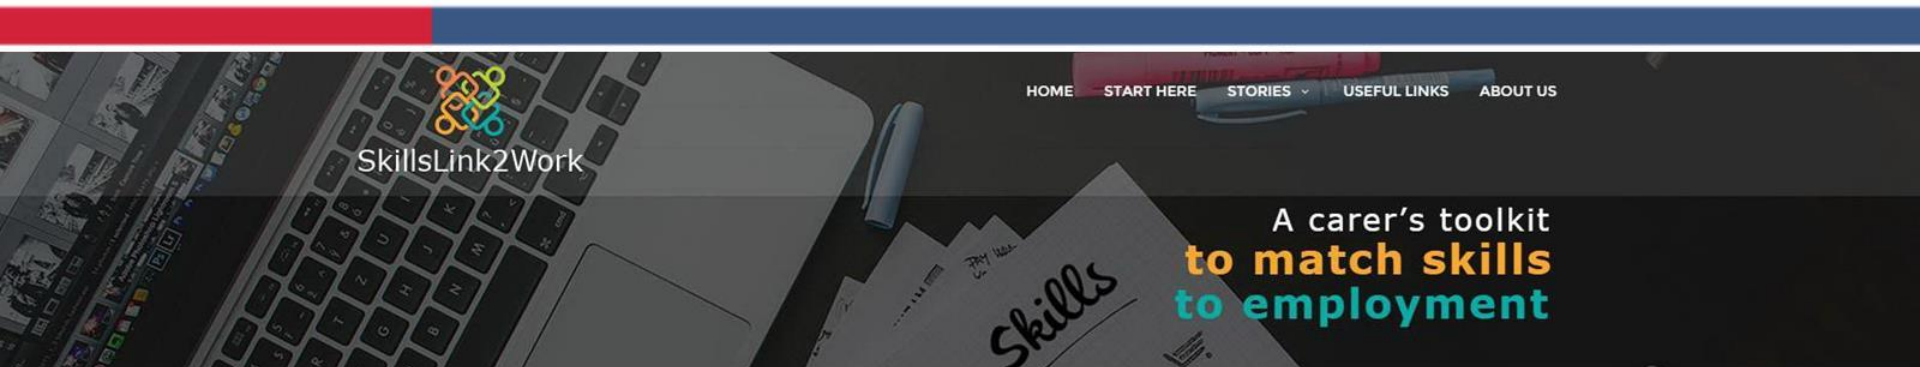 HOME START HERE STORIES USEFUL LINKS ABOUT US
SkillsLink2Work
A carer's toolkit
to match skills
to employment
Skills